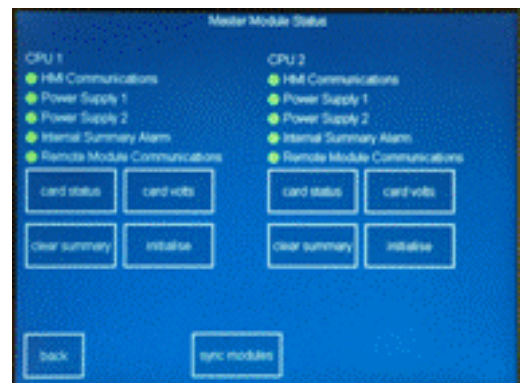 Master Module Status
CPU 1
HMI Communications
Power Supply 1
Power Supply 2
Internal Summary Alarm
Remote Module Communications
card status
card volts
clear summary
initialise
CPU 2
HMI Communications
Power Supply 1
Power Supply 2
Internal Summary Alarm
Remote Module Communications
card status
card volts
clear summary
initialise
back
sync modules